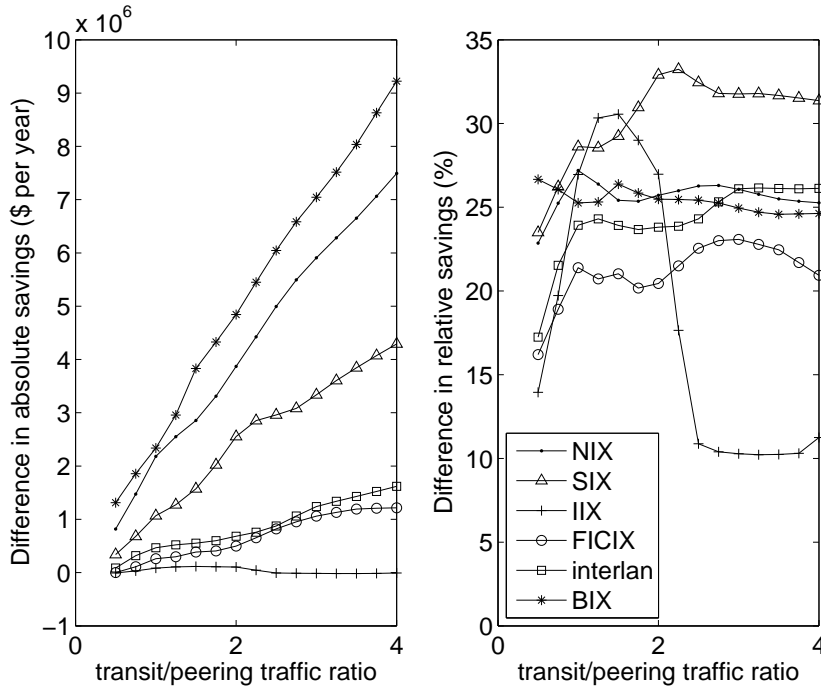 x 10^6
10
9
8
7
6
5
4
3
2
1
0
−1
Difference in absolute savings ($ per year)
0 2 4
transit/peering traffic ratio
35
30
25
20
15
10
5
0
Difference in relative savings (%)
NIX
SIX
IIX
FICIX
interlan
BIX
0 2 4
transit/peering traffic ratio